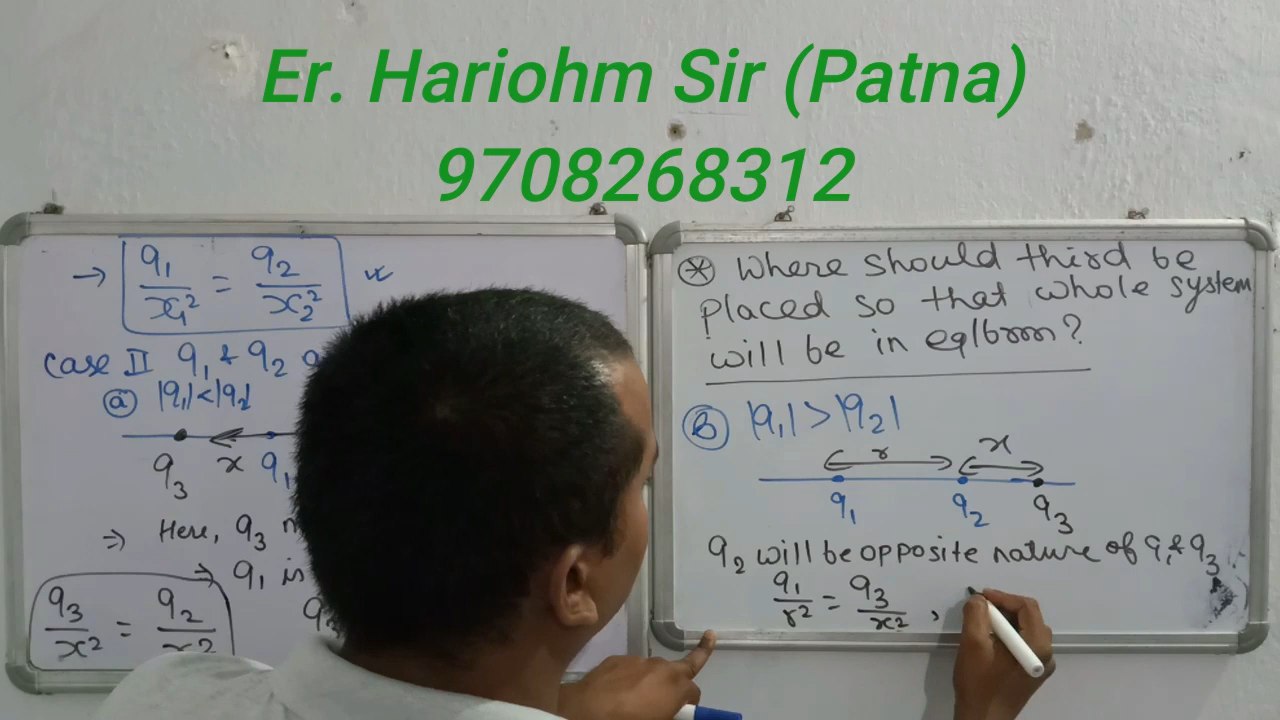 Er. Hariohm Sir (Patna)
9708268312
→ q₁/x₁² = q₂/x₂²
Case II q₁ & q₂
ⓐ |q₁|<|q₂|
q₃ x q₁
⇒ Here, q₃
⇒ q₁ is
q₃/x² = q₂/x²
⊛ Where should third be
placed so that whole system
will be in eqlbrm?
Ⓑ |q₁| > |q₂|
r x
q₁ q₂ q₃
q₂ will be opposite nature of q₁ & q₃
q₁/r² = q₃/x² ,